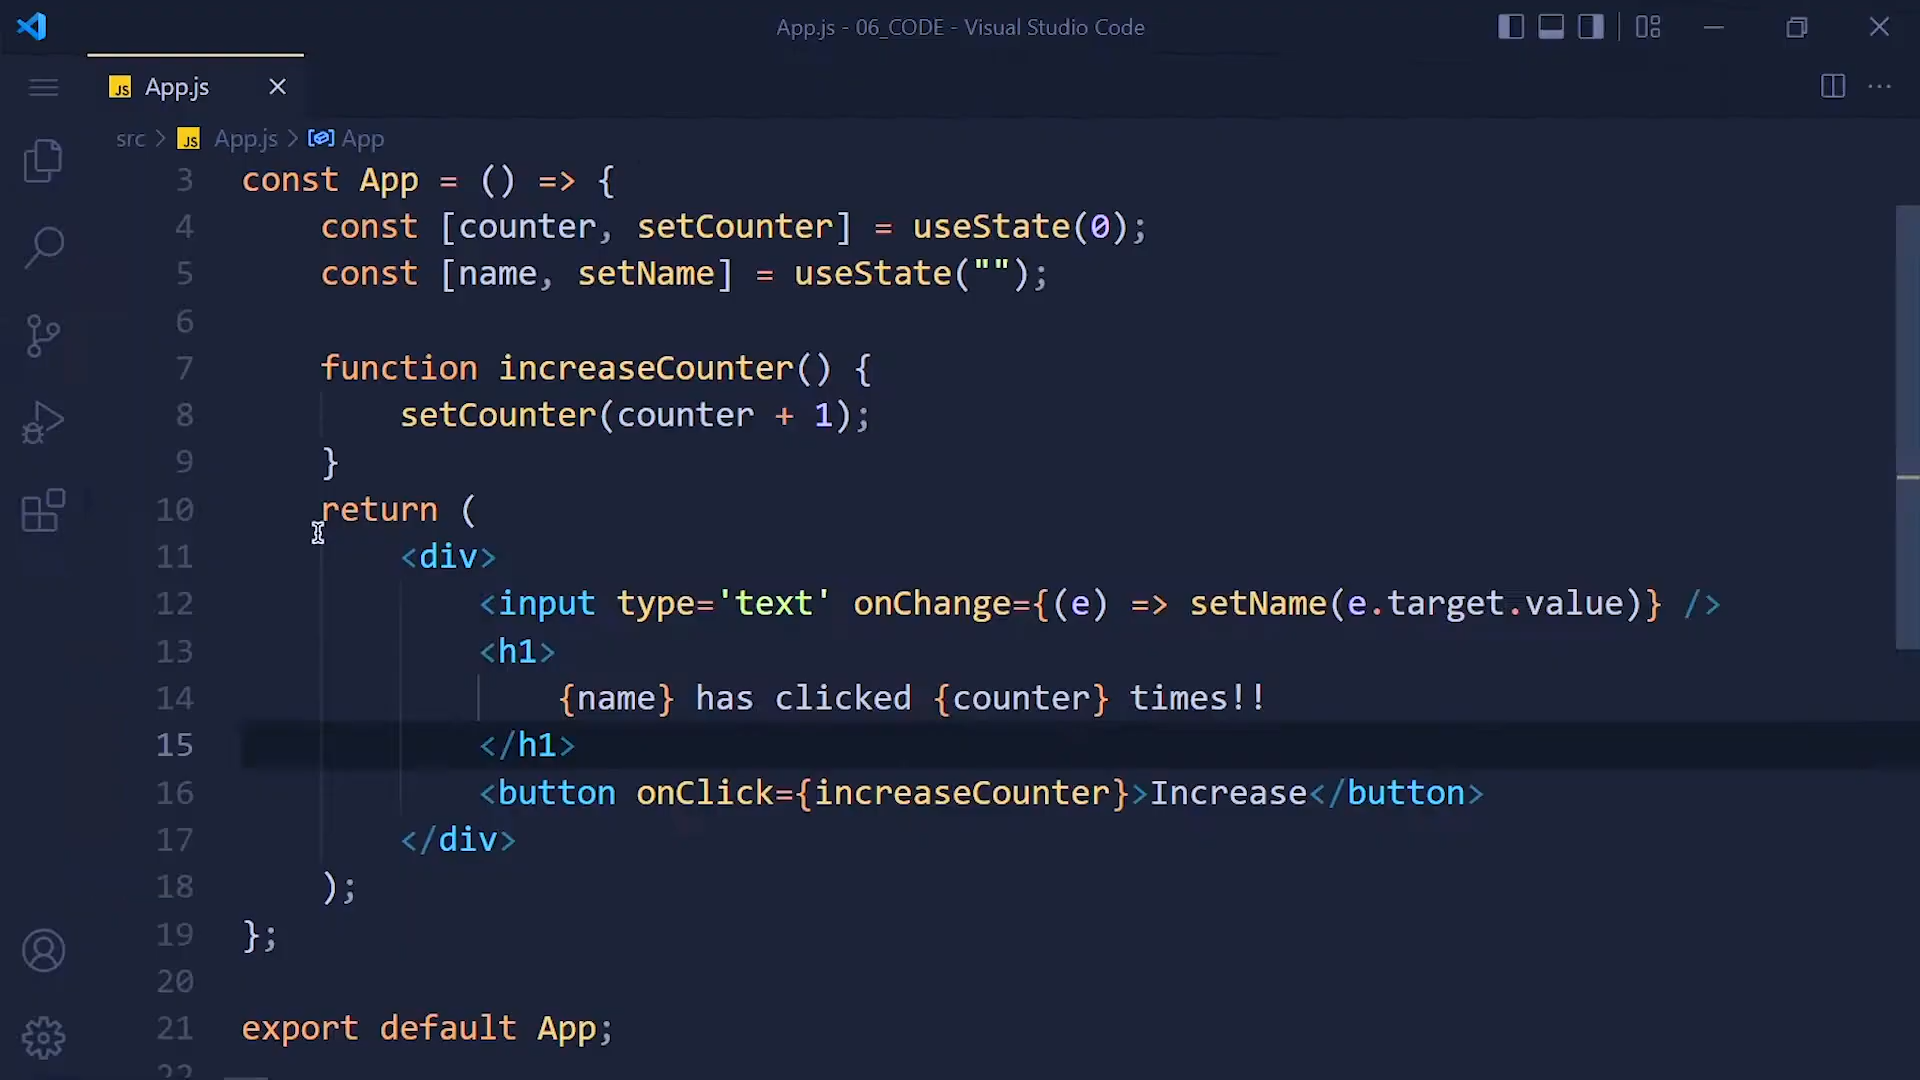 App.js - 06_CODE - Visual Studio Code
JS App.js
src > JS App.js > App
3 const App = () => {
4 const [counter, setCounter] = useState(0);
5 const [name, setName] = useState("");
6
7 function increaseCounter() {
8 setCounter(counter + 1);
9 }
10 return (
11 <div>
12 <input type='text' onChange={(e) => setName(e.target.value)} />
13 <h1>
14 {name} has clicked {counter} times!!
15 </h1>
16 <button onClick={increaseCounter}>Increase</button>
17 </div>
18 );
19 };
20
21 export default App;
22